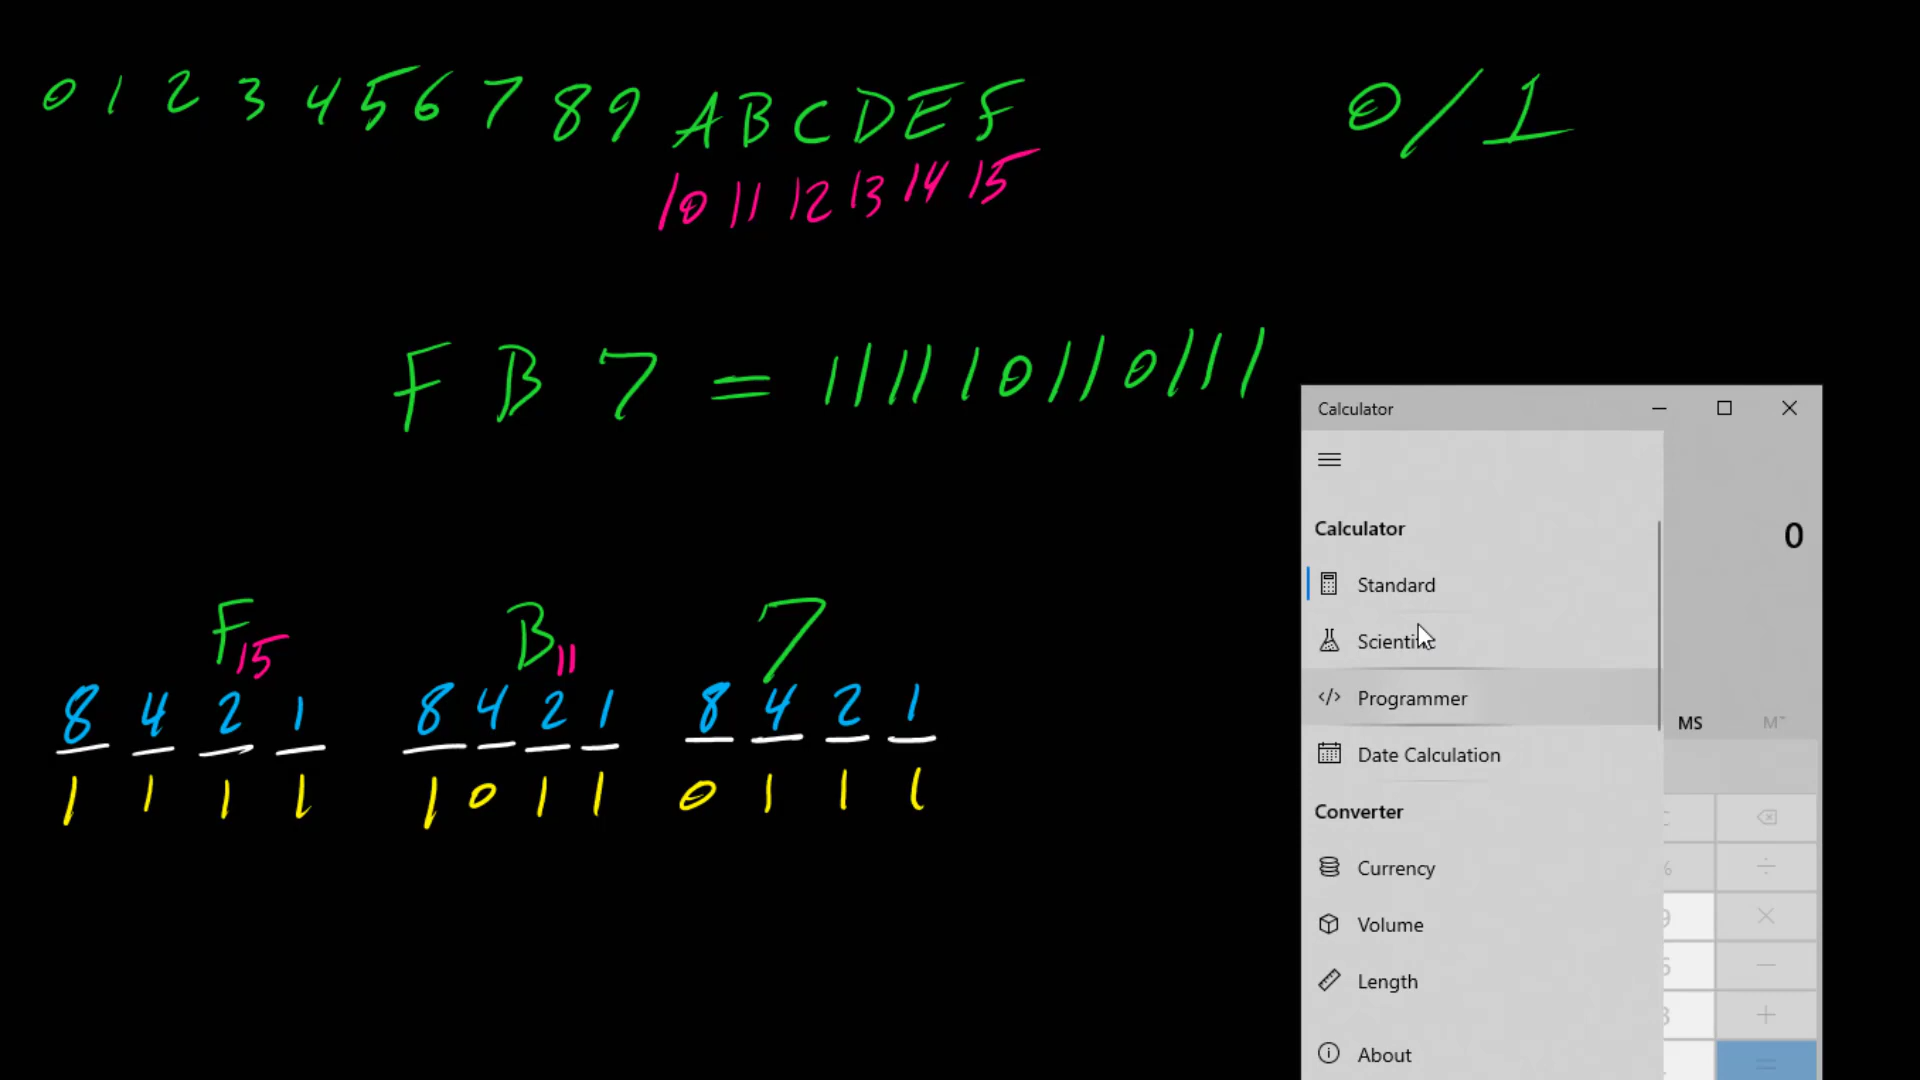 0 1 2 3 4 5 6 7 8 9 A B C D E F
10 11 12 13 14 15
0/1
F B 7 = 111110110111
F 15 B 11 7
8 4 2 1 8 4 2 1 8 4 2 1
1 1 1 1 1 0 1 1 0 1 1 1
Calculator
0
Calculator
Standard
Scientific
Programmer
MS
Date Calculation
Converter
Currency
÷
Volume
×
−
Length
+
About
=